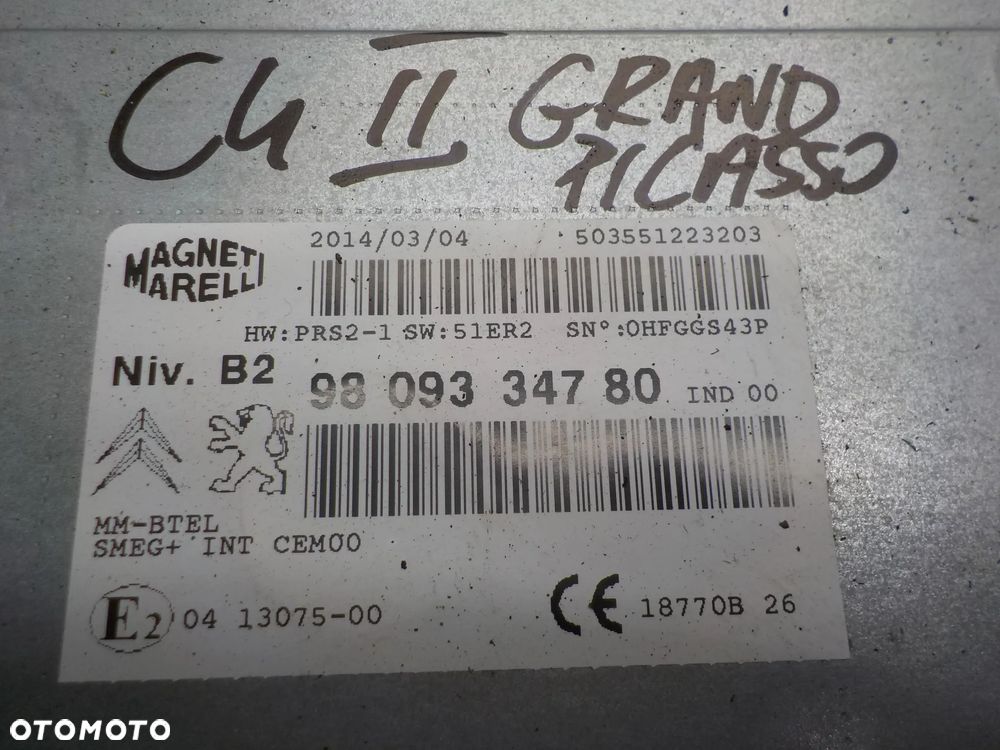 C4 II GRAND
PICASSO
MAGNETI
MARELLI
2014/03/04 503551223203
HW:PRS2-1 SW:51ER2 SN°:0HFGGS43P
Niv. B2 98 093 347 80 IND 00
MM-BTEL
SMEG+ INT CEM00
E2 04 13075-00 CE 18770B 26
OTOMOTO